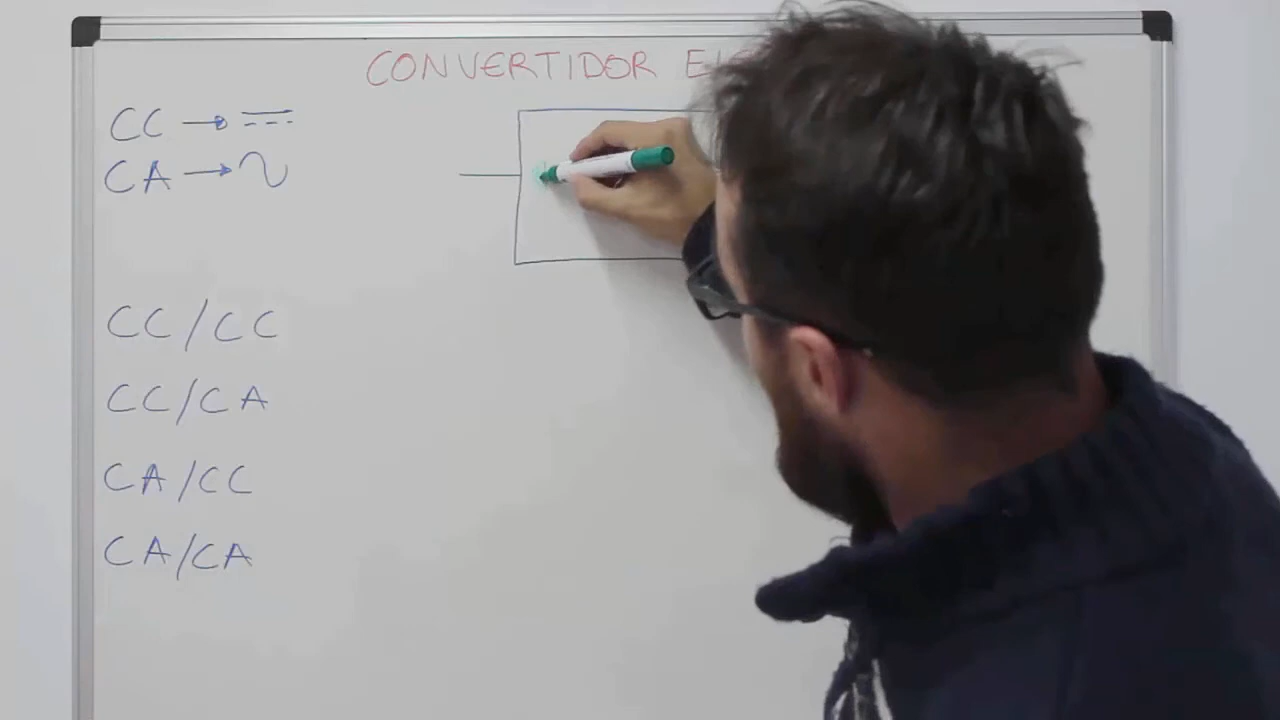 CONVERTIDOR
CC →
CA →
CC/CC
CC/CA
CA/CC
CA/CA